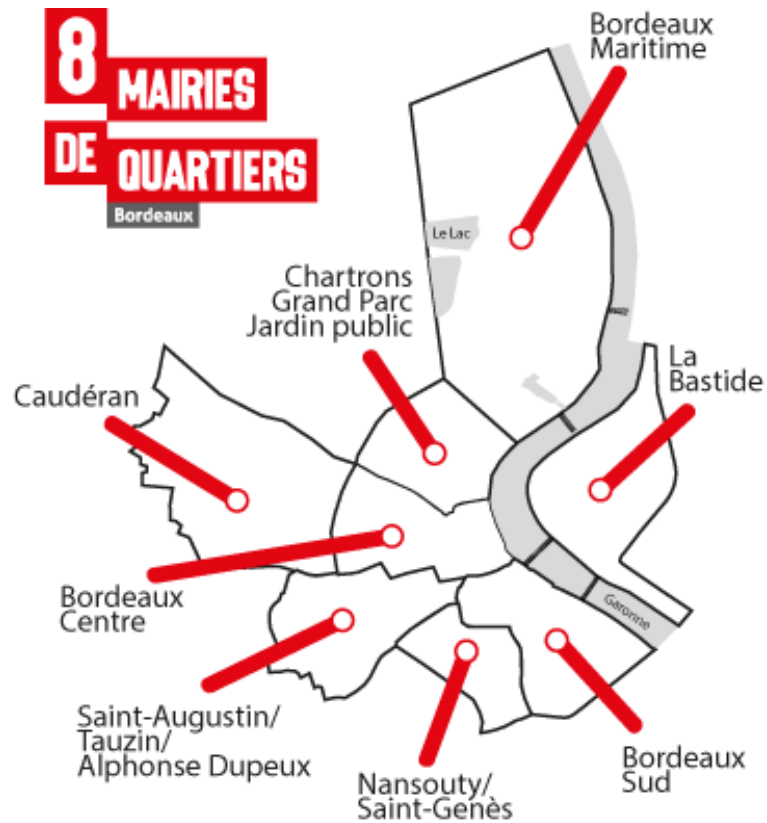 8
MAIRIES
DE
QUARTIERS
Bordeaux
Bordeaux
Maritime
Le Lac
Chartrons
Grand Parc
Jardin public
La
Bastide
Caudéran
Bordeaux
Centre
Garonne
Saint-Augustin/
Tauzin/
Alphonse Dupeux
Nansouty/
Saint-Genès
Bordeaux
Sud